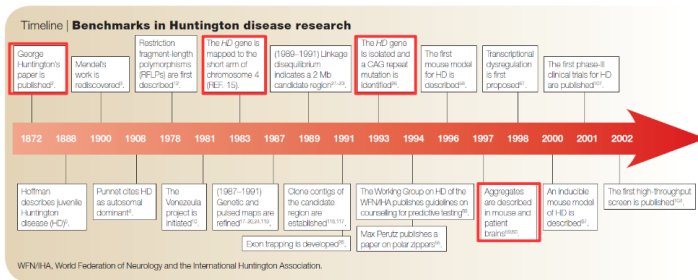 Timeline | Benchmarks in Huntington disease research
George
Huntington's
paper is
published².
Mendel's
work is
rediscovered³.
Restriction
fragment-length
polymorphisms
(RFLPs) are first
described
The HD gene is
mapped to the
short arm of
chromosome 4
(REF. 15).
(1989–1991) Linkage
disequilibrium
indicates a 2 Mb
candidate region
The HD gene
is isolated and
a CAG repeat
mutation is
identified
The first
mouse model
for HD is
described
Transcriptional
dysregulation is
first proposed
The first phase-II
clinical trials for HD
are published
1872 1888 1900 1908 1978 1981 1983 1987 1989 1991 1993 1994 1996 1997 1998 2000 2001 2002
Hoffman
describes juvenile
Huntington
disease (HD)
Punnet cites HD
as autosomal
dominant⁴.
The
Venezeula
project is
initiated
(1987–1991)
Genetic and
pulsed maps are
refined
Clone contigs of
the candidate
region are
established
Exon trapping is developed
The Working Group on HD of the
WFN/IHA publishes guidelines on
counselling for predictive testing
Max Perutz publishes a
paper on polar zippers
Aggregates
are described
in mouse and
patient
brains
An inducible
mouse model
of HD is
described
The first high-throughput
screen is published
WFN/IHA, World Federation of Neurology and the International Huntington Association.